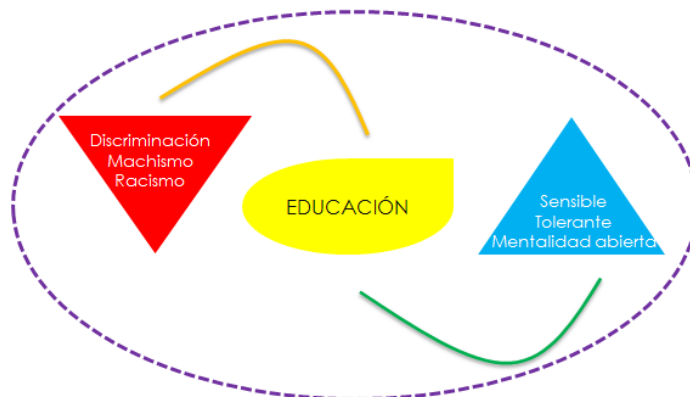 Discriminación
Machismo
Racismo
EDUCACIÓN
Sensible
Tolerante
Mentalidad abierta